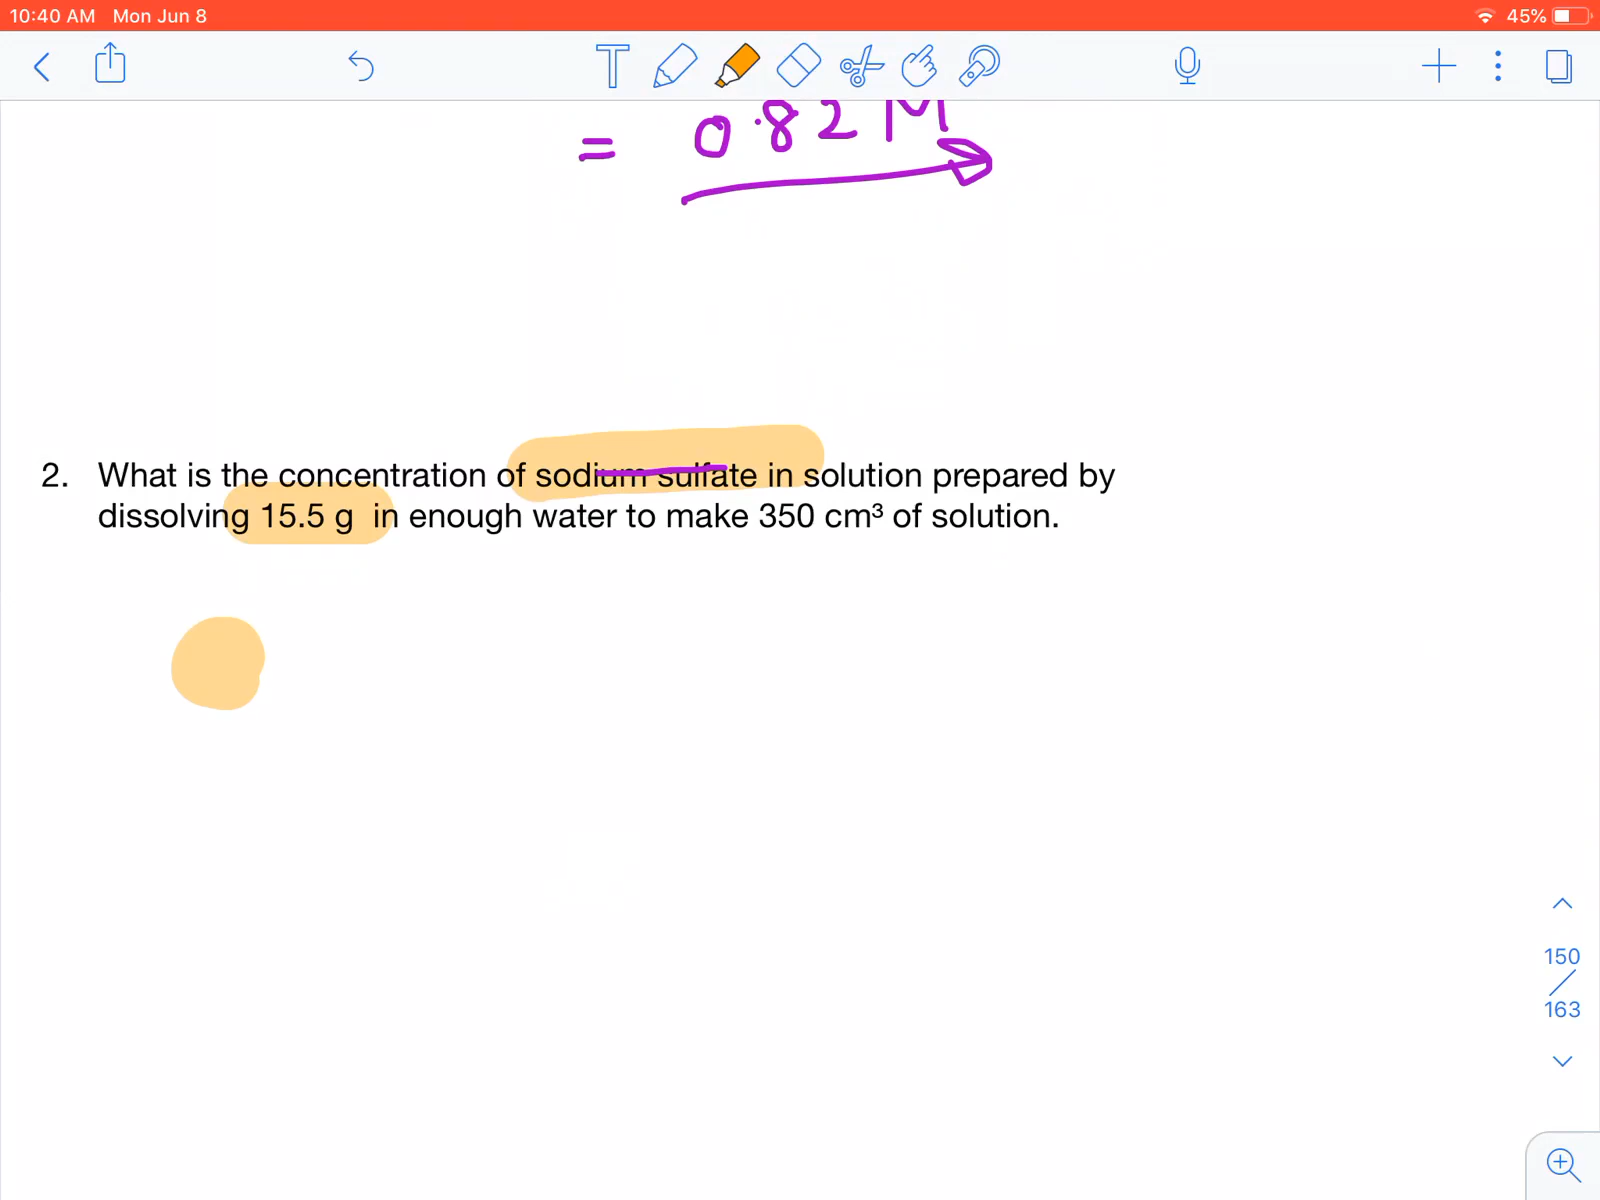 10:40 AM Mon Jun 8
45%
= 0.82 M
2. What is the concentration of sodium sulfate in solution prepared by
dissolving 15.5 g in enough water to make 350 cm³ of solution.
150
163